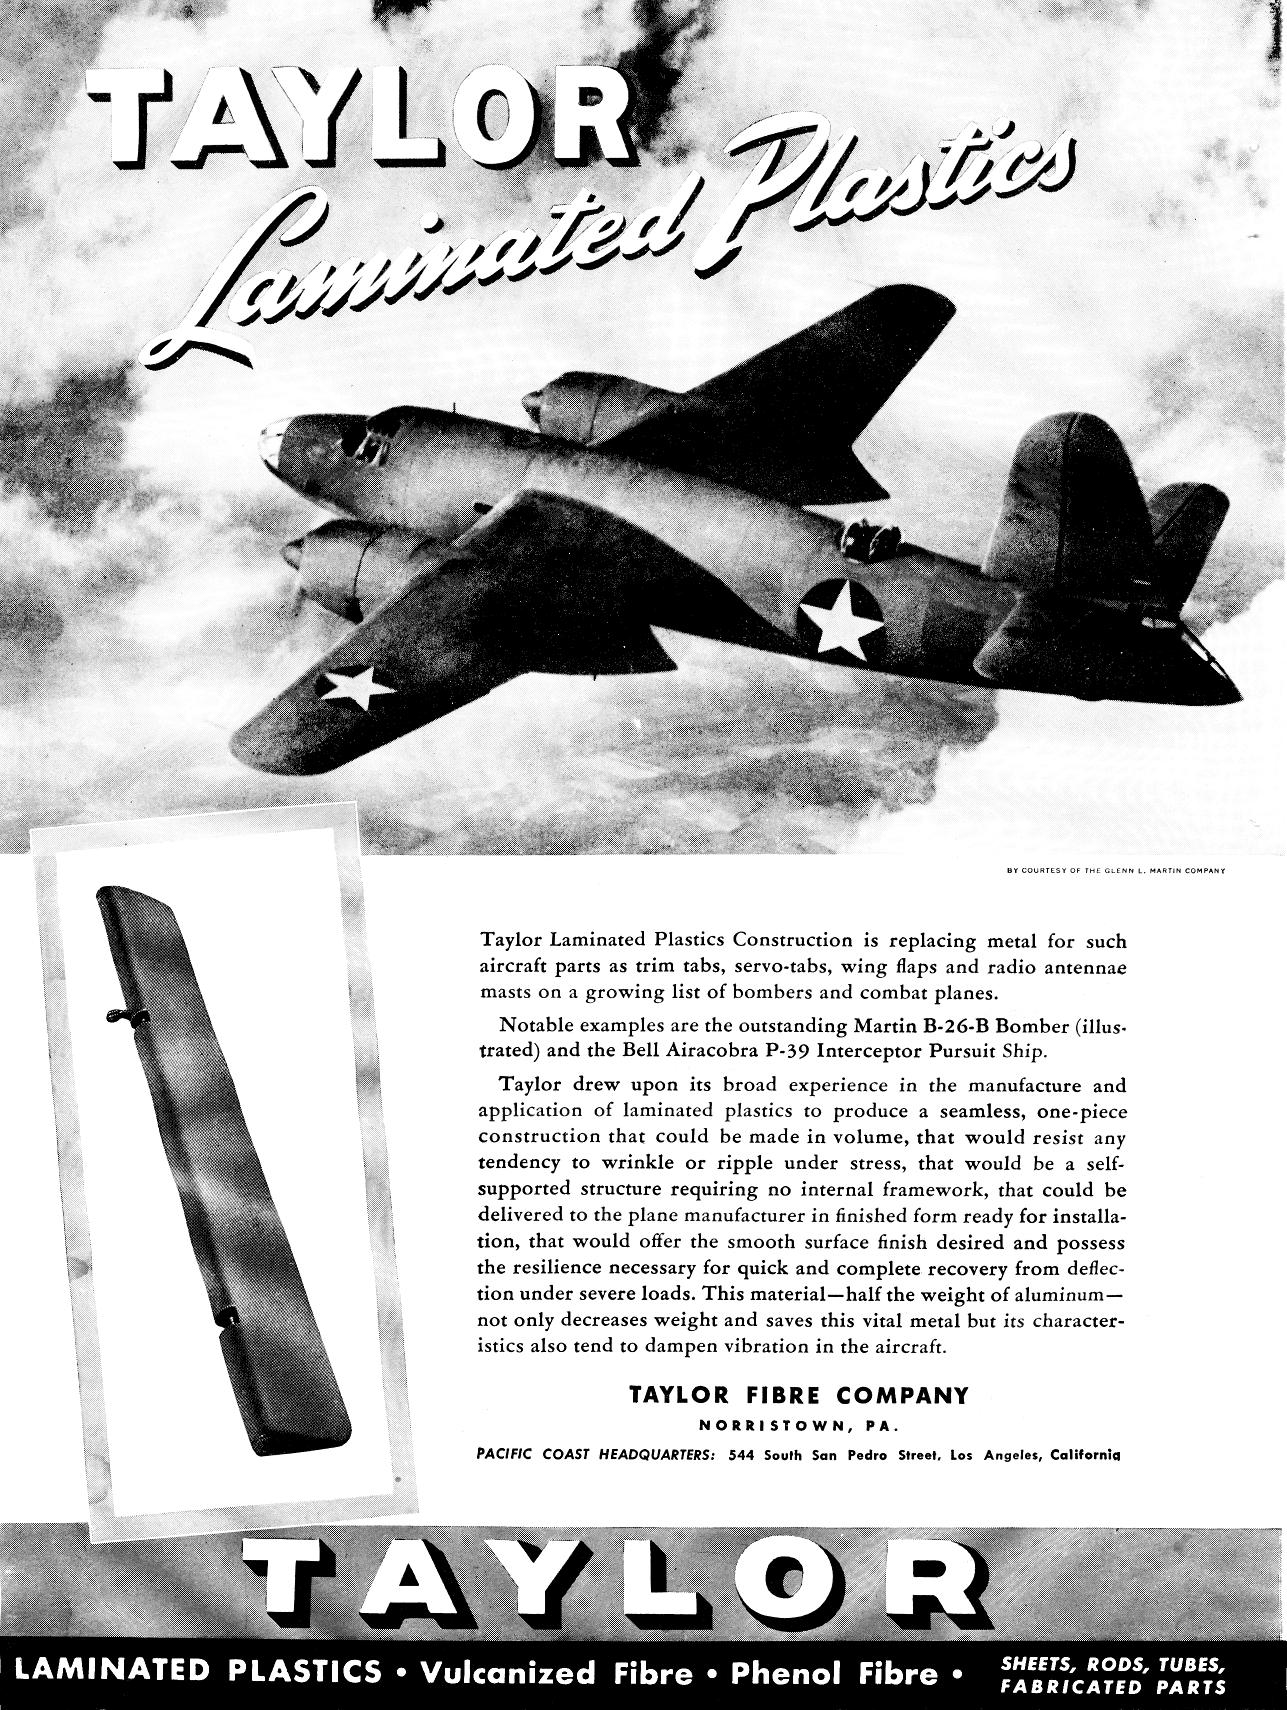 TAYLOR
Laminated Plastics
BY COURTESY OF THE GLENN L. MARTIN COMPANY
Taylor Laminated Plastics Construction is replacing metal for such
aircraft parts as trim tabs, servo-tabs, wing flaps and radio antennae
masts on a growing list of bombers and combat planes.
Notable examples are the outstanding Martin B-26-B Bomber (illus-
trated) and the Bell Airacobra P-39 Interceptor Pursuit Ship.
Taylor drew upon its broad experience in the manufacture and
application of laminated plastics to produce a seamless, one-piece
construction that could be made in volume, that would resist any
tendency to wrinkle or ripple under stress, that would be a self-
supported structure requiring no internal framework, that could be
delivered to the plane manufacturer in finished form ready for installa-
tion, that would offer the smooth surface finish desired and possess
the resilience necessary for quick and complete recovery from deflec-
tion under severe loads. This material—half the weight of aluminum—
not only decreases weight and saves this vital metal but its character-
istics also tend to dampen vibration in the aircraft.
TAYLOR FIBRE COMPANY
NORRISTOWN, PA.
PACIFIC COAST HEADQUARTERS: 544 South San Pedro Street, Los Angeles, California
TAYLOR
LAMINATED PLASTICS • Vulcanized Fibre • Phenol Fibre •
SHEETS, RODS, TUBES,
FABRICATED PARTS